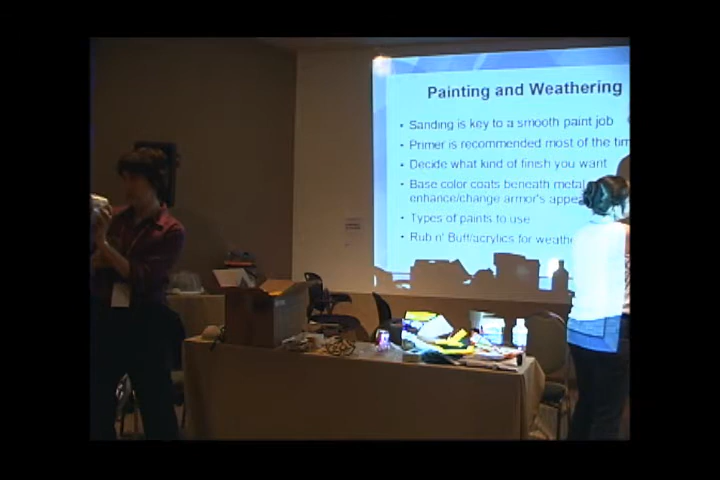 Painting and Weathering
• Sanding is key to a smooth paint job
• Primer is recommended most of the tim
• Decide what kind of finish you want
• Base color coats beneath metal
enhance/change armor's appe
• Types of paints to use
• Rub n' Buff/acrylics for weathe